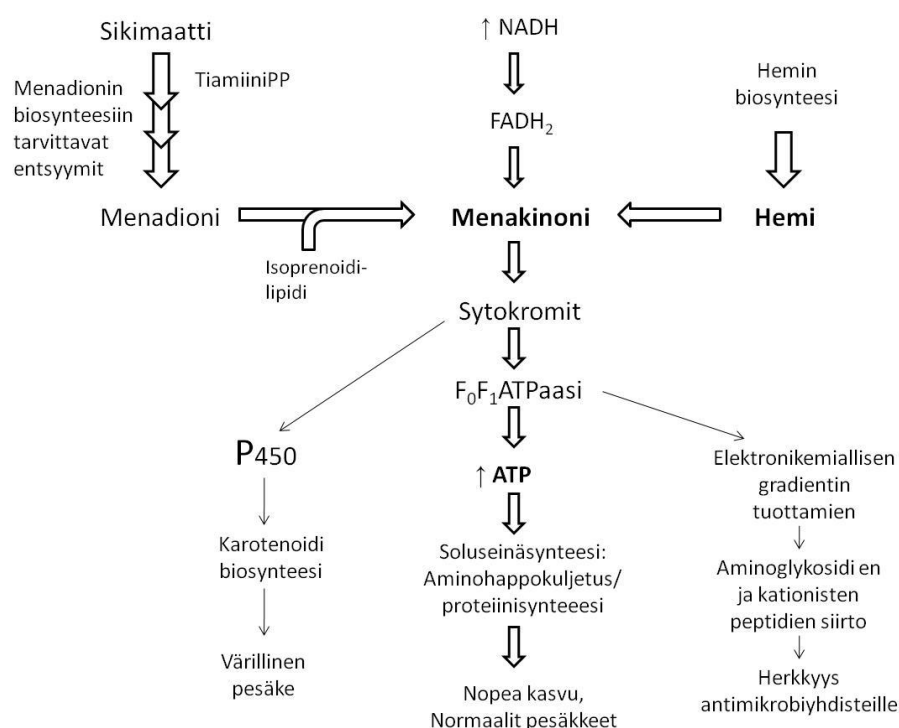 Sikimaatti
TiamiiniPP
Menadionin
biosynteesiin
tarvittavat
entsyymit
Menadioni
Isoprenoidi-
lipidi
↑ NADH
FADH₂
Menakinoni
Hemin
biosynteesi
Hemi
Sytokromit
F₀F₁ATPaasi
P450
Karotenoidi
biosynteesi
Värillinen
pesäke
↑ ATP
Soluseinäsynteesi:
Aminohappokuljetus/
proteiinisynteeesi
Nopea kasvu,
Normaalit pesäkkeet
Elektronikemiallisen
gradientin
tuottamien
Aminoglykosidi en
ja kationisten
peptidien siirto
Herkkyys
antimikrobiyhdisteille